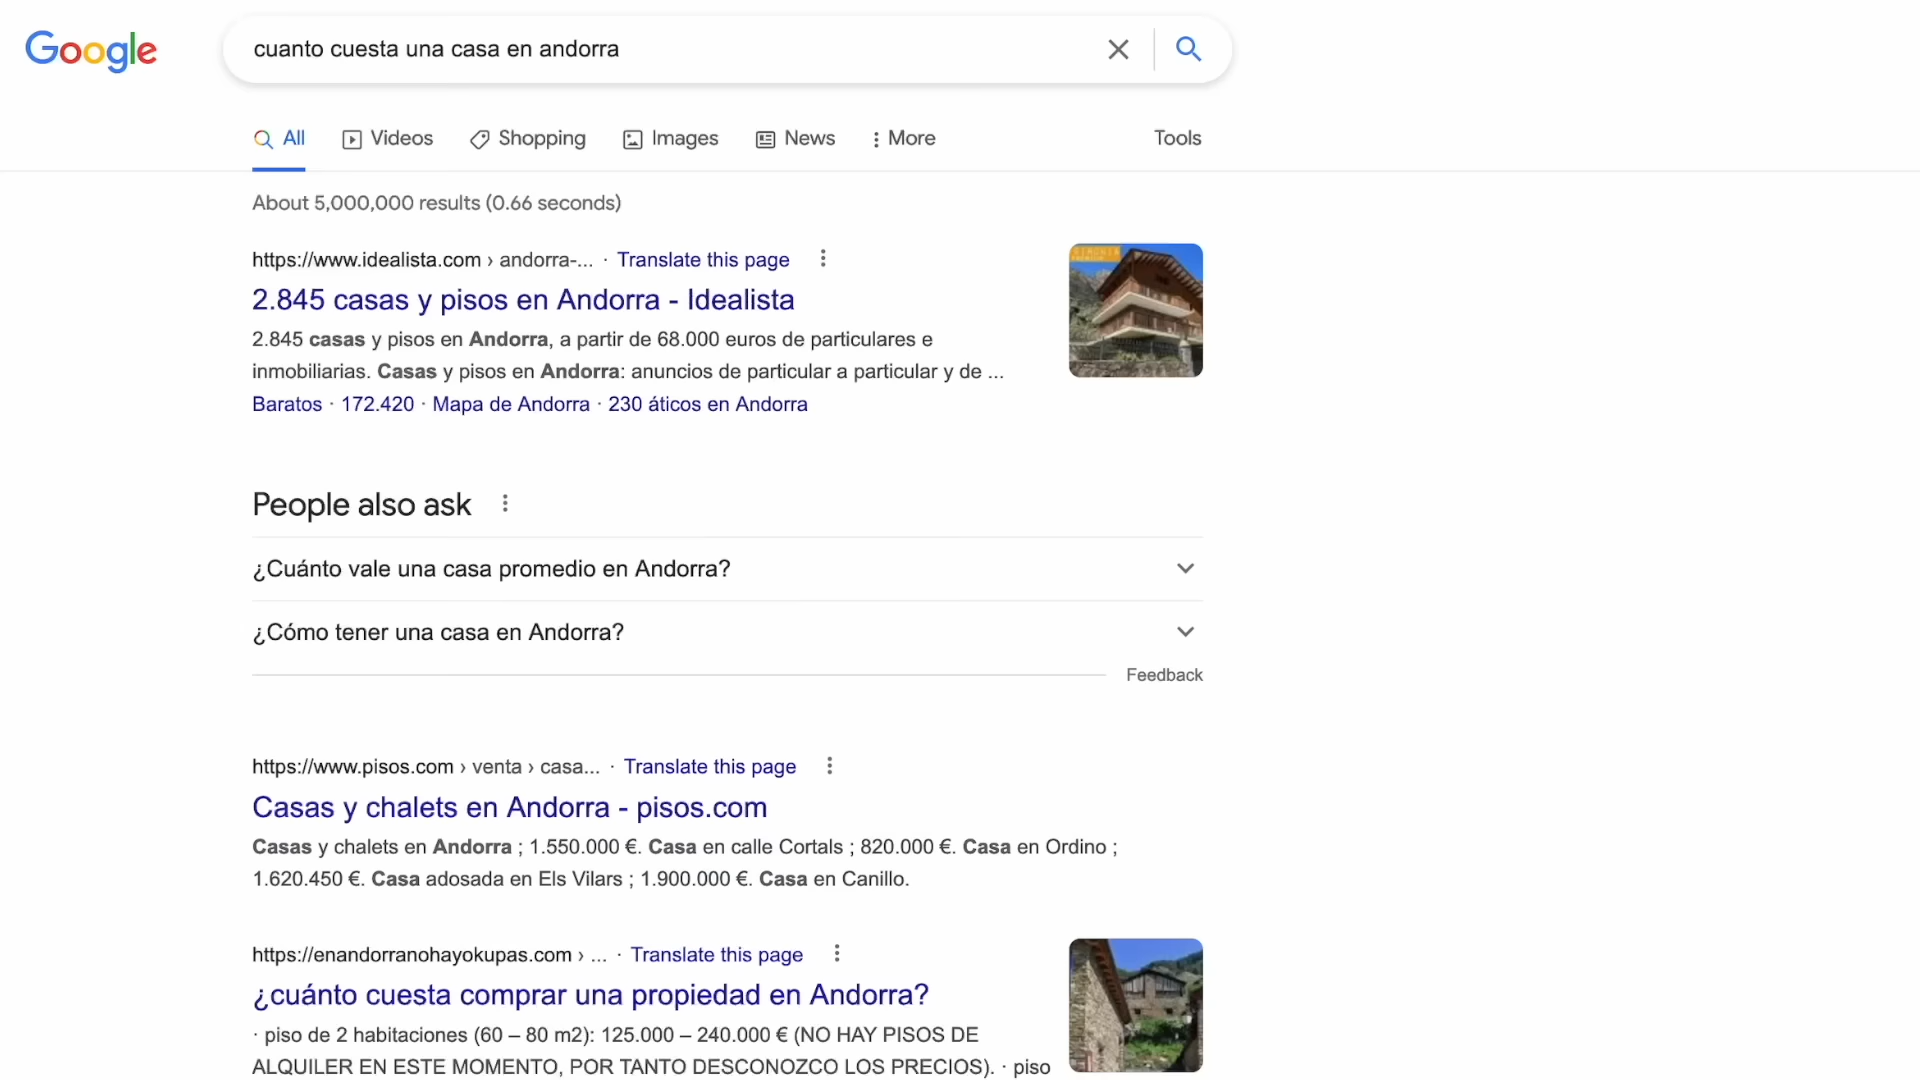 Google
cuanto cuesta una casa en andorra
All Videos Shopping Images News More Tools
About 5,000,000 results (0.66 seconds)
https://www.idealista.com › andorra-... · Translate this page
2.845 casas y pisos en Andorra - Idealista
2.845 casas y pisos en Andorra, a partir de 68.000 euros de particulares e
inmobiliarias. Casas y pisos en Andorra: anuncios de particular a particular y de ...
Baratos · 172.420 · Mapa de Andorra · 230 áticos en Andorra
People also ask
¿Cuánto vale una casa promedio en Andorra?
¿Cómo tener una casa en Andorra?
Feedback
https://www.pisos.com › venta › casa... · Translate this page
Casas y chalets en Andorra - pisos.com
Casas y chalets en Andorra ; 1.550.000 €. Casa en calle Cortals ; 820.000 €. Casa en Ordino ;
1.620.450 €. Casa adosada en Els Vilars ; 1.900.000 €. Casa en Canillo.
https://enandorranohayokupas.com › ... · Translate this page
¿cuánto cuesta comprar una propiedad en Andorra?
· piso de 2 habitaciones (60 – 80 m2): 125.000 – 240.000 € (NO HAY PISOS DE
ALQUILER EN ESTE MOMENTO, POR TANTO DESCONOZCO LOS PRECIOS). · piso